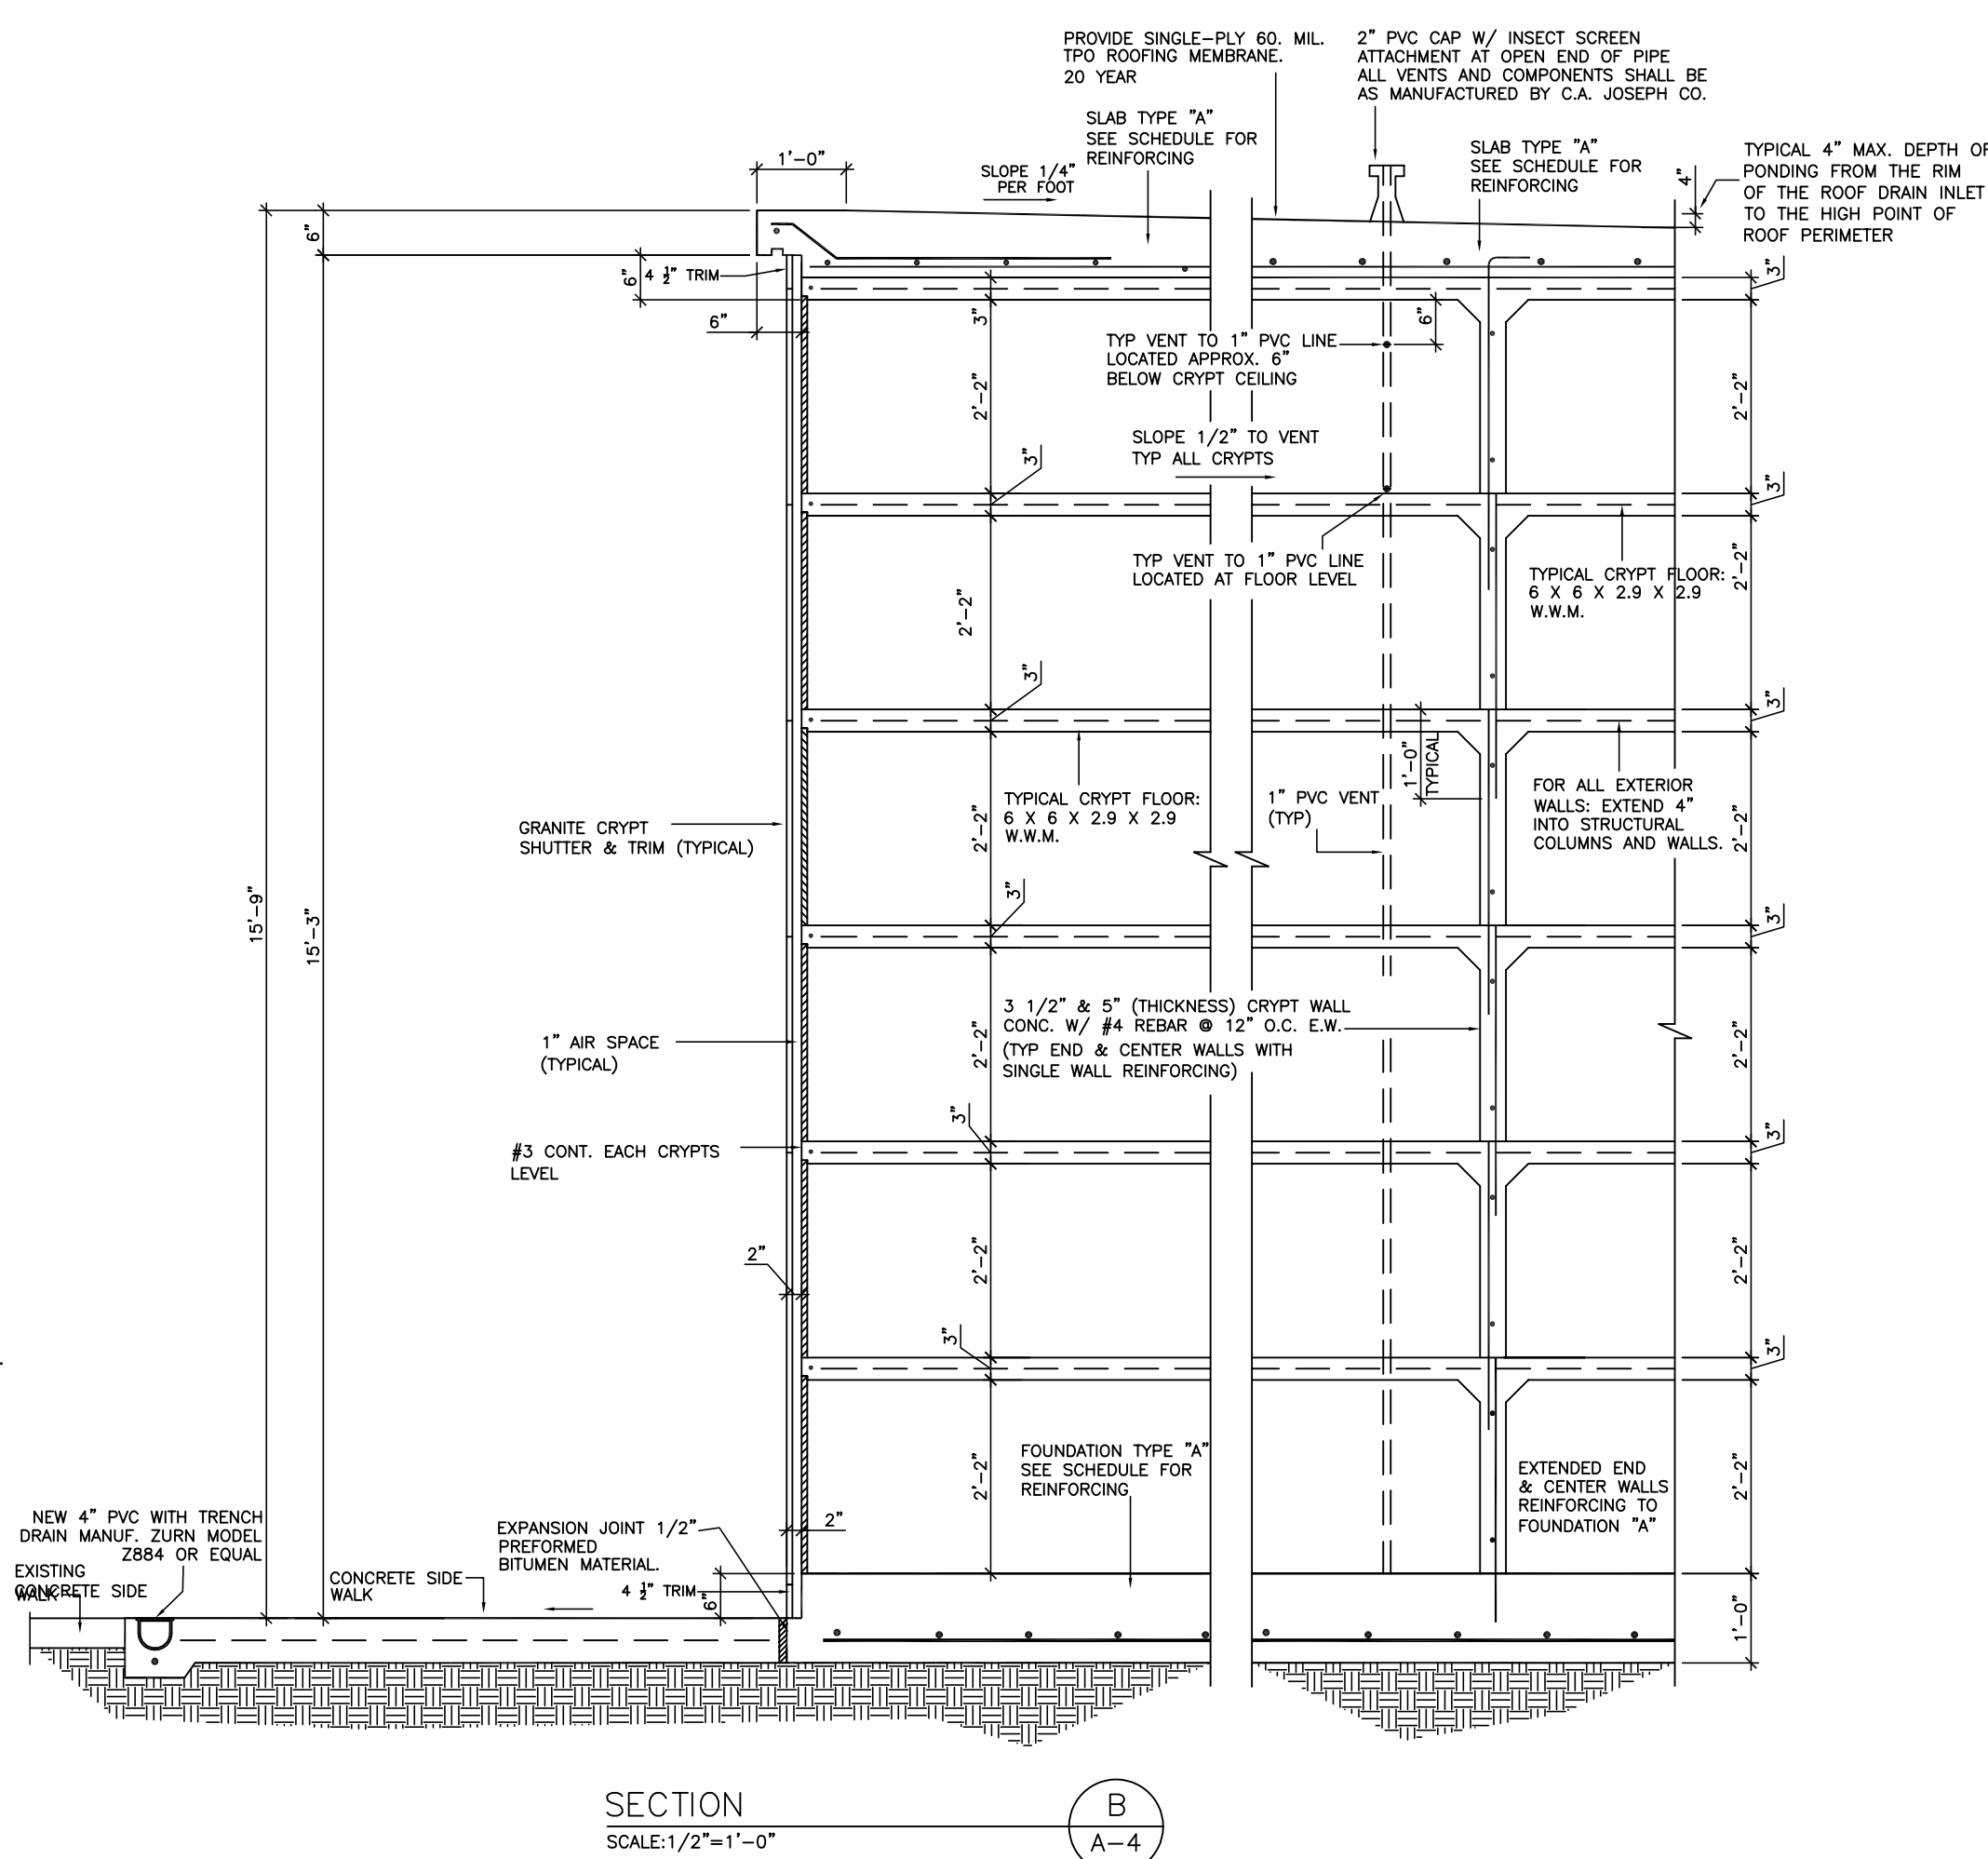 PROVIDE SINGLE-PLY 60. MIL.
TPO ROOFING MEMBRANE.
20 YEAR
2" PVC CAP W/ INSECT SCREEN
ATTACHMENT AT OPEN END OF PIPE
ALL VENTS AND COMPONENTS SHALL BE
AS MANUFACTURED BY C.A. JOSEPH CO.
SLAB TYPE "A"
SEE SCHEDULE FOR
REINFORCING
SLAB TYPE "A"
SEE SCHEDULE FOR
REINFORCING
TYPICAL 4" MAX. DEPTH OF
PONDING FROM THE RIM
OF THE ROOF DRAIN INLET
TO THE HIGH POINT OF
ROOF PERIMETER
4"
1'-0"
SLOPE 1/4"
PER FOOT
6"
6"
4 ½" TRIM
6"
3"
3"
6"
TYP VENT TO 1" PVC LINE
LOCATED APPROX. 6"
BELOW CRYPT CEILING
2'-2"
2'-2"
SLOPE 1/2" TO VENT
TYP ALL CRYPTS
3"
3"
TYP VENT TO 1" PVC LINE
LOCATED AT FLOOR LEVEL
TYPICAL CRYPT FLOOR:
6 X 6 X 2.9 X 2.9
W.W.M.
2'-2"
2'-2"
3"
3"
1'-0"
TYPICAL
TYPICAL CRYPT FLOOR:
6 X 6 X 2.9 X 2.9
W.W.M.
1" PVC VENT
(TYP)
FOR ALL EXTERIOR
WALLS: EXTEND 4"
INTO STRUCTURAL
COLUMNS AND WALLS.
2'-2"
2'-2"
GRANITE CRYPT
SHUTTER & TRIM (TYPICAL)
15'-9"
15'-3"
3"
3"
3 1/2" & 5" (THICKNESS) CRYPT WALL
CONC. W/ #4 REBAR @ 12" O.C. E.W.
(TYP END & CENTER WALLS WITH
SINGLE WALL REINFORCING)
2'-2"
2'-2"
1" AIR SPACE
(TYPICAL)
3"
3"
#3 CONT. EACH CRYPTS
LEVEL
2"
2'-2"
2'-2"
3"
3"
FOUNDATION TYPE "A"
SEE SCHEDULE FOR
REINFORCING
2'-2"
2'-2"
EXTENDED END
& CENTER WALLS
REINFORCING TO
FOUNDATION "A"
NEW 4" PVC WITH TRENCH
DRAIN MANUF. ZURN MODEL
Z884 OR EQUAL
EXISTING
CONCRETE SIDE
WALK
CONCRETE SIDE
WALK
EXPANSION JOINT 1/2"
PREFORMED
BITUMEN MATERIAL.
2"
4 ½" TRIM
6"
1'-0"
SECTION
SCALE:1/2"=1'-0"
B
A-4